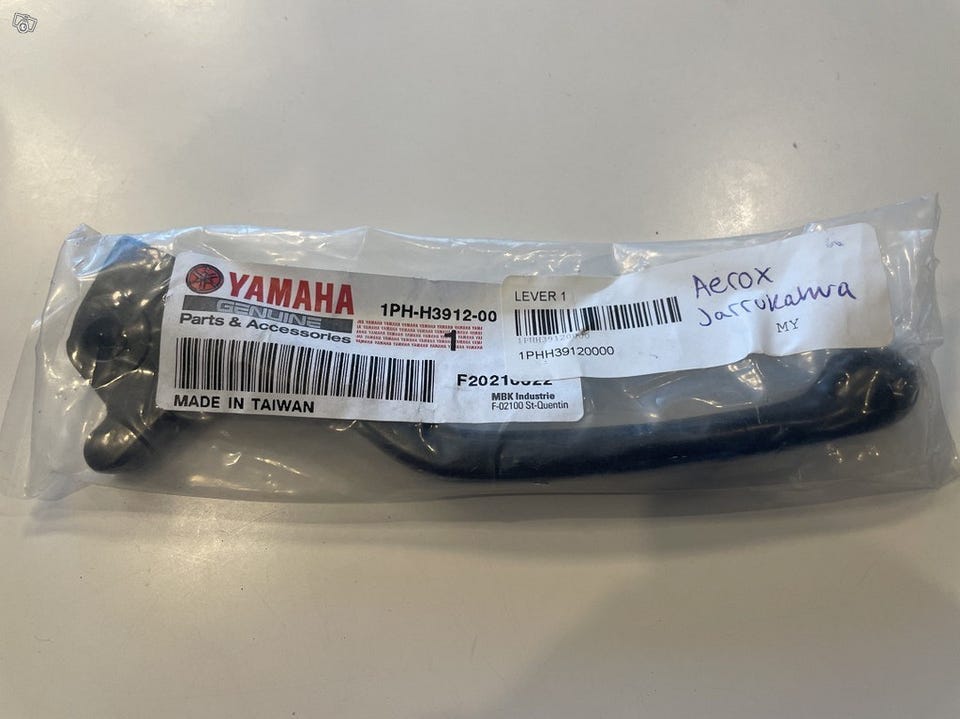 YAMAHA
GENUINE
Parts & Accessories
1PH-H3912-00
1
MADE IN TAIWAN
MBK Industrie
F-02100 St-Quentin
LEVER 1
1PHH39120000
1PHH39120000
Aerox
Jarrukahva
MY